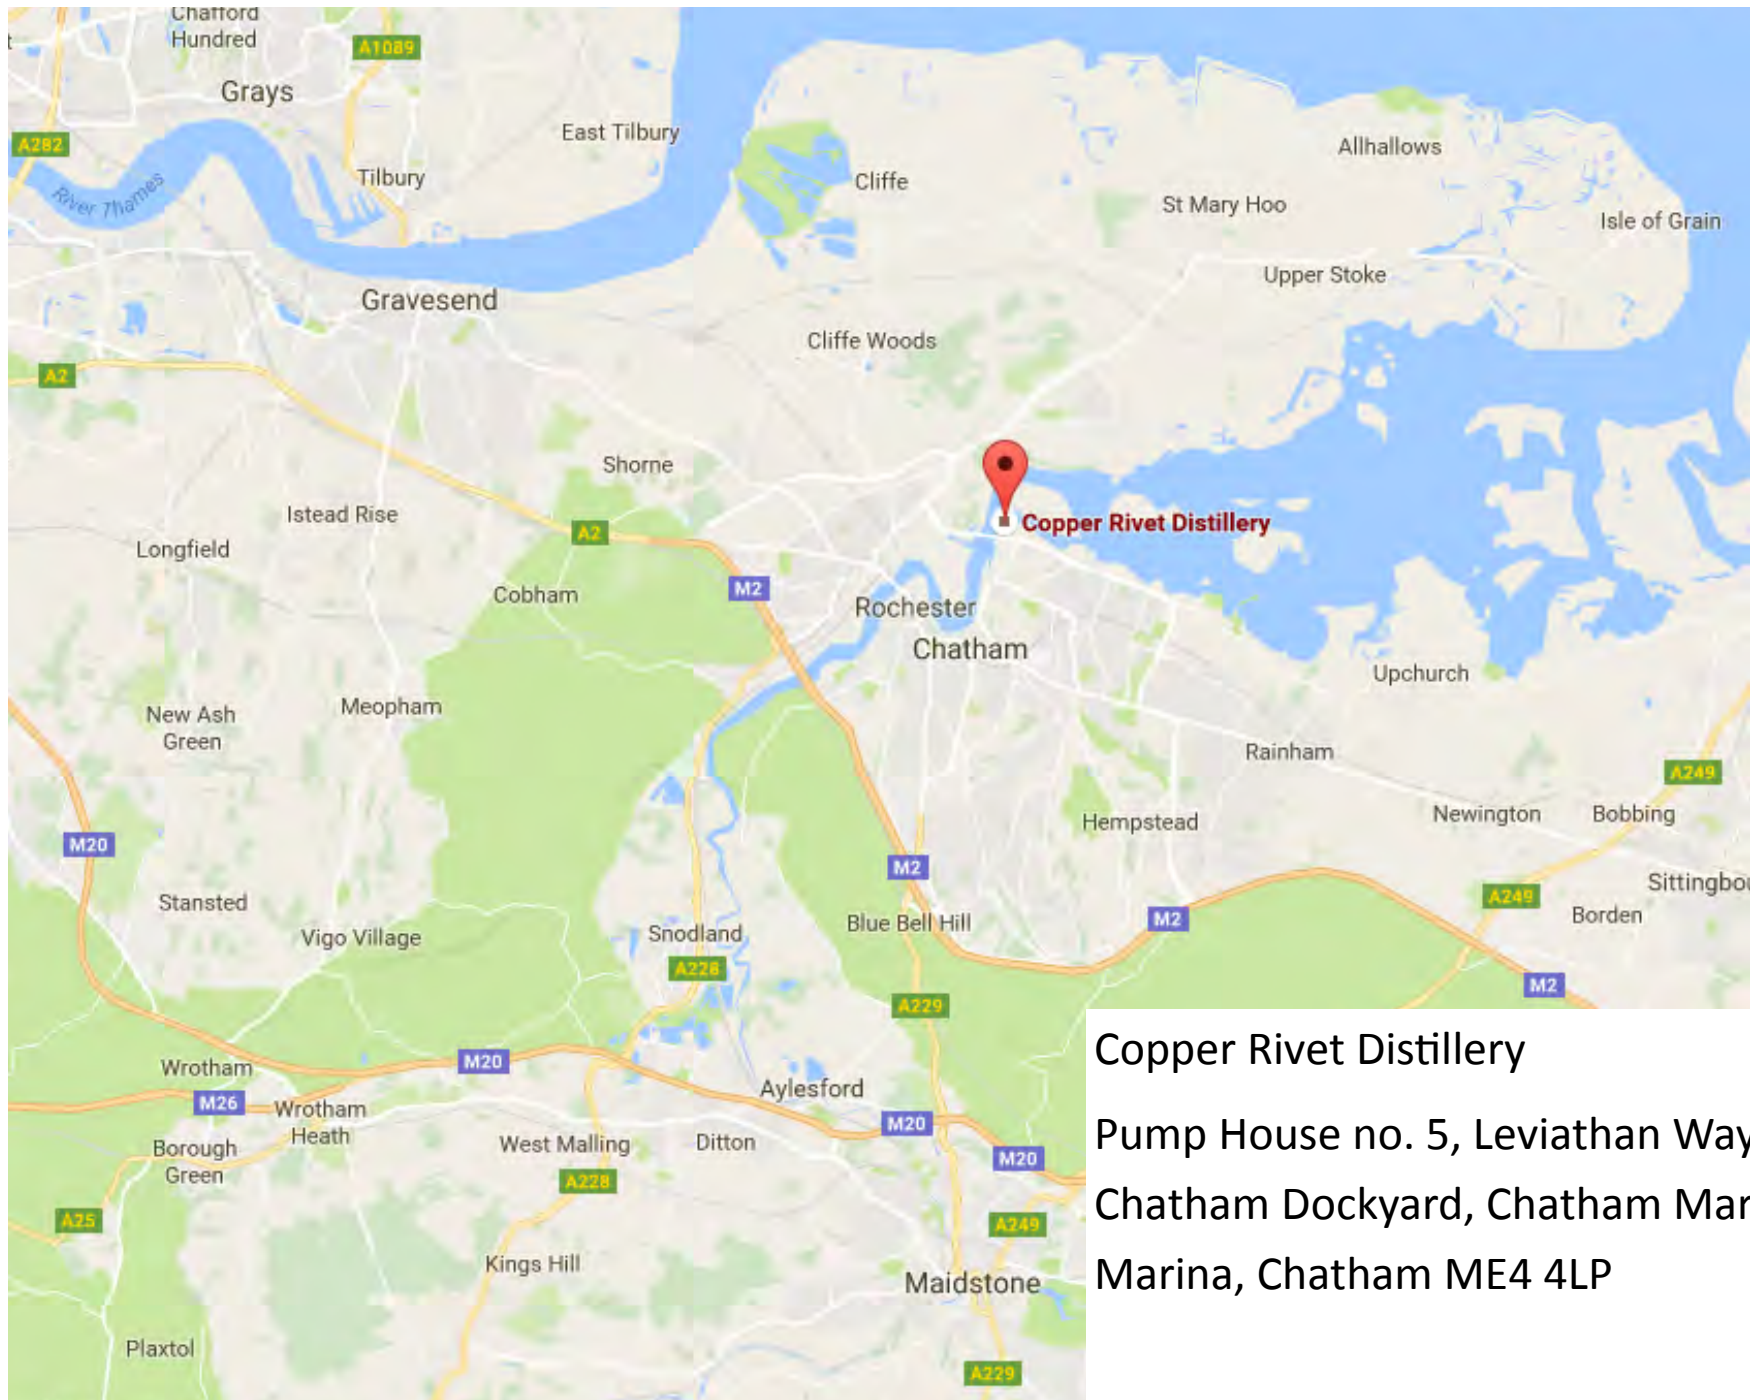 Chafford
Hundred
A1089
Grays
East Tilbury
A282
Allhallows
Tilbury
Cliffe
River Thames
St Mary Hoo
Isle of Grain
Upper Stoke
Gravesend
Cliffe Woods
A2
Shorne
Istead Rise
Copper Rivet Distillery
A2
Longfield
M2
Cobham
Rochester
Chatham
Upchurch
Meopham
New Ash
Green
Rainham
A249
Newington
Bobbing
Hempstead
M20
M2
Sittingbou
A249
Stansted
Borden
M2
Blue Bell Hill
Vigo Village
Snodland
A228
M2
A229
Copper Rivet Distillery
Wrotham
M20
Aylesford
M26
Wrotham
Heath
M20
Pump House no. 5, Leviathan Way
West Malling
Ditton
Borough
Green
M20
A228
Chatham Dockyard, Chatham Mar
A25
A249
Kings Hill
Maidstone
Marina, Chatham ME4 4LP
Plaxtol
A229